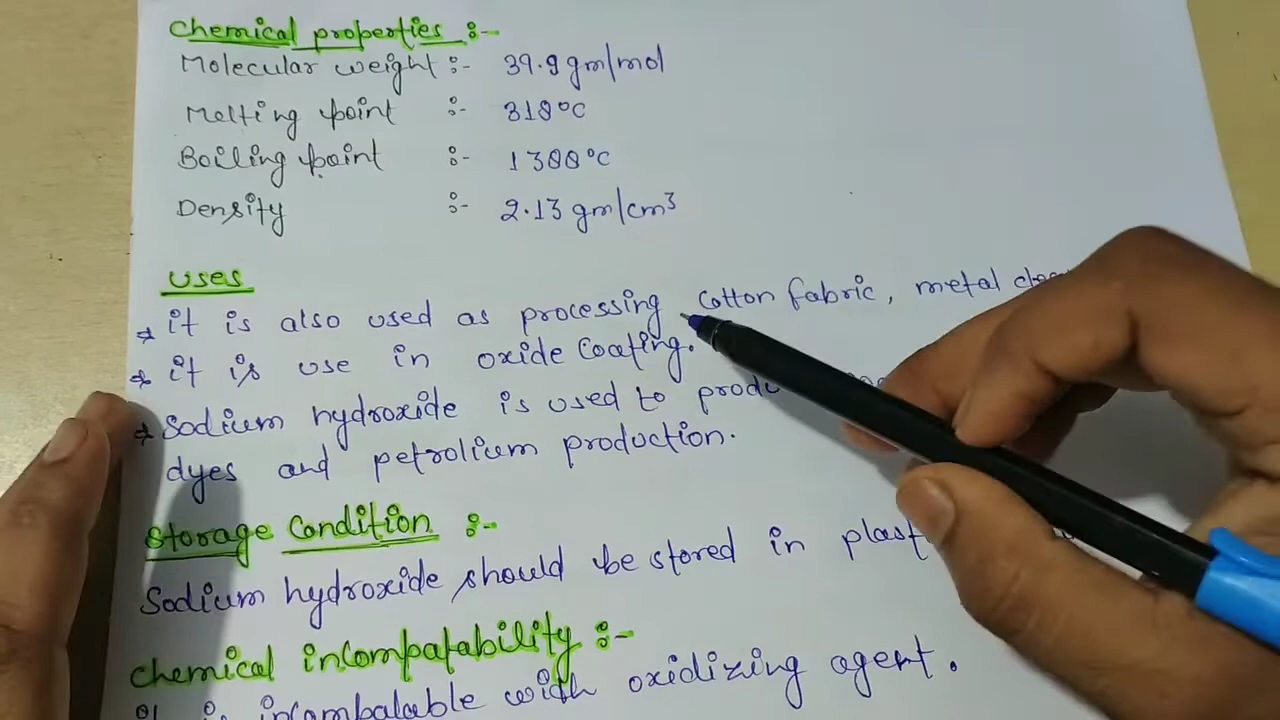 Chemical properties :-
Molecular weight :- 39.9 gm/mol
Melting point :- 318°C
Boiling point :- 1388°C
Density :- 2.13 gm/cm³
Uses
it is also used as processing cotton fabric, metal
it is use in oxide coating.
Sodium hydroxide is used to
dyes and petrolium production.
Storage Condition :-
Sodium hydroxide should be stored in
Chemical incompatability :-
incombalable with oxidizing agent.